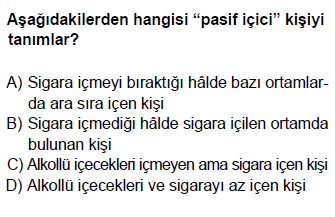 Aşağıdakilerden hangisi “pasif içici” kişiyi
tanımlar?
A) Sigara içmeyi bıraktığı hâlde bazı ortamlar-
da ara sıra içen kişi
B) Sigara içmediği hâlde sigara içilen ortamda
bulunan kişi
C) Alkollü içecekleri içmeyen ama sigara içen kişi
D) Alkollü içecekleri ve sigarayı az içen kişi